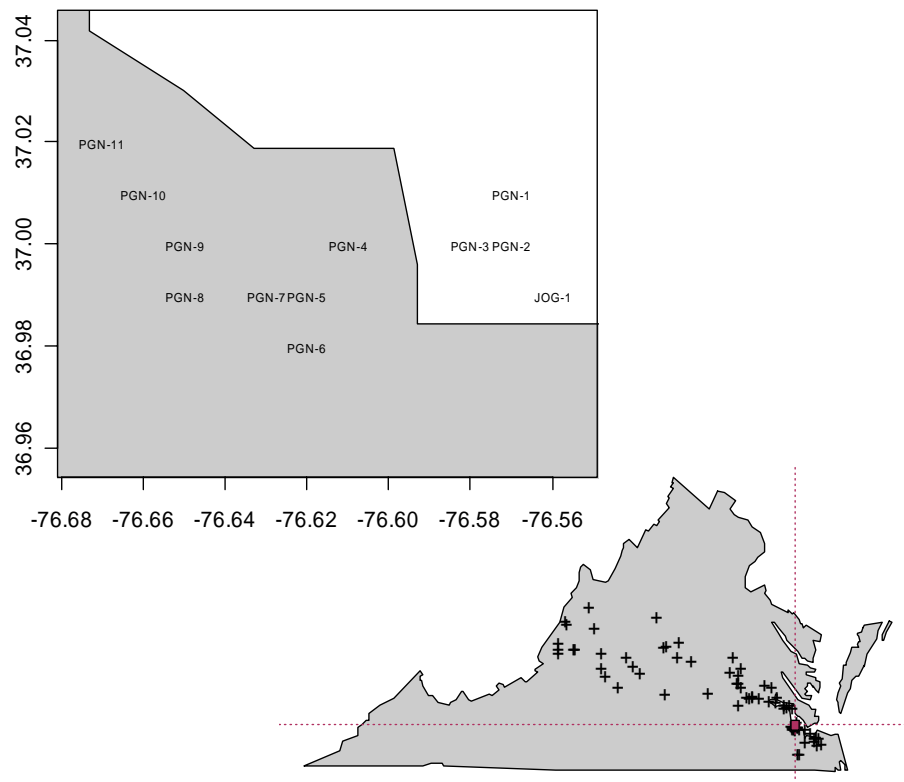 37.04
37.02
37.00
36.98
36.96
PGN-11
PGN-10
PGN-1
PGN-9
PGN-4
PGN-3 PGN-2
PGN-8
PGN-7 PGN-5
JOG-1
PGN-6
-76.68 -76.66 -76.64 -76.62 -76.60 -76.58 -76.56